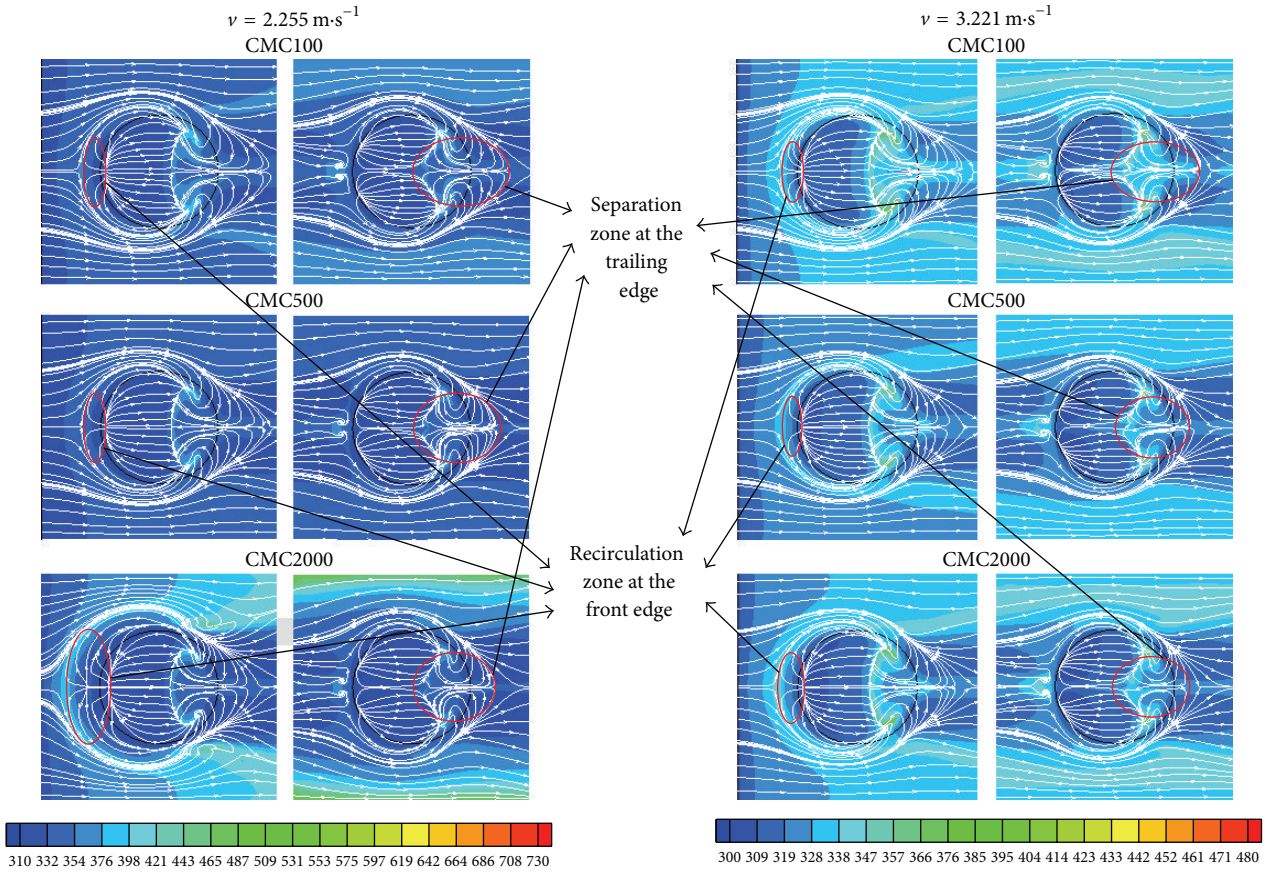 ν = 2.255 m·s⁻¹
CMC100
ν = 3.221 m·s⁻¹
CMC100
Separation
zone at the
trailing
edge
CMC500
CMC500
Recirculation
zone at the
front edge
CMC2000
CMC2000
310 332 354 376 398 421 443 465 487 509 531 553 575 597 619 642 664 686 708 730
300 309 319 328 338 347 357 366 376 385 395 404 414 423 433 442 452 461 471 480